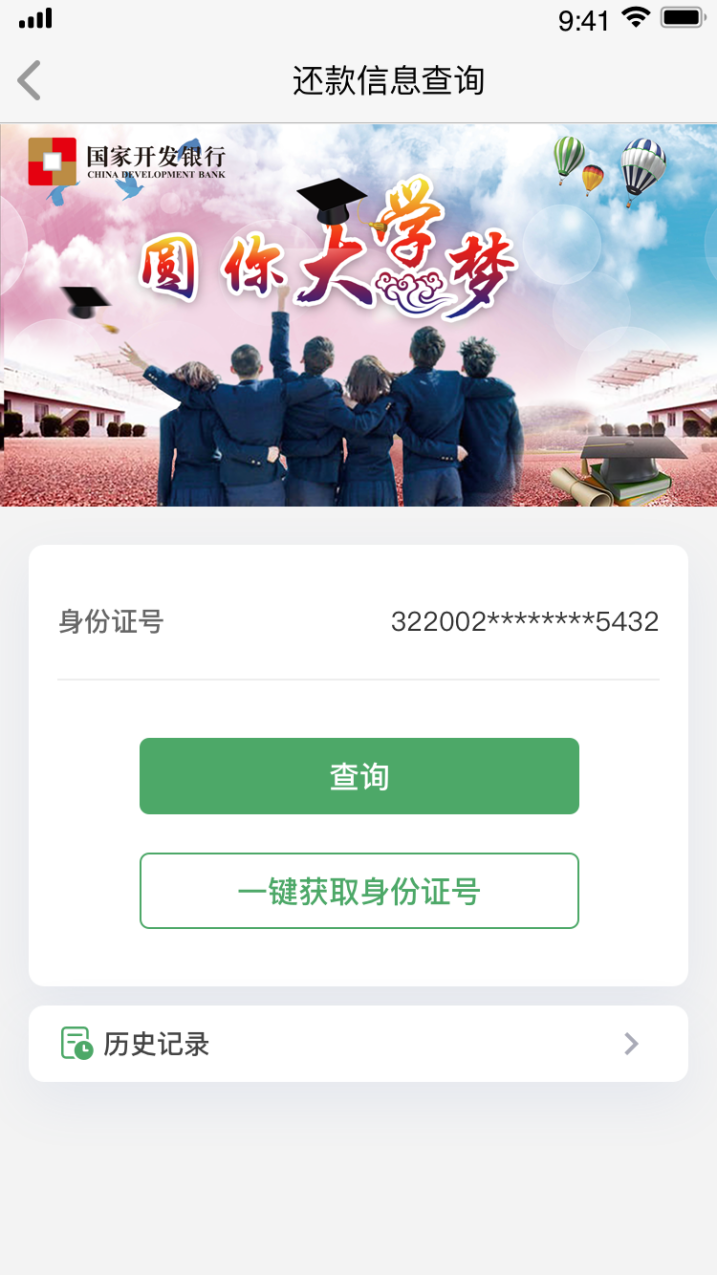 9:41
还款信息查询
国家开发银行
CHINA DEVELOPMENT BANK
圆你大学梦
身份证号 322002********5432
查询
一键获取身份证号
历史记录